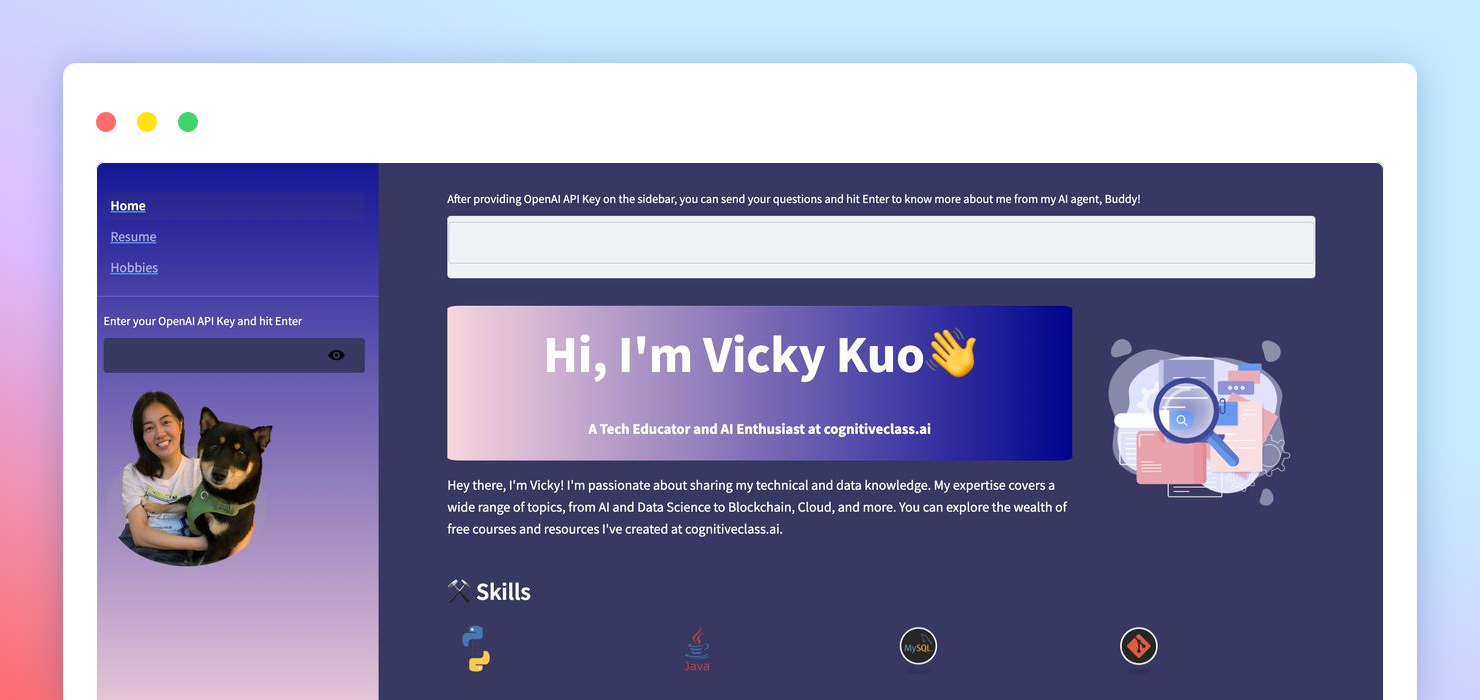 Home
Resume
Hobbies
Enter your OpenAI API Key and hit Enter
After providing OpenAI API Key on the sidebar, you can send your questions and hit Enter to know more about me from my AI agent, Buddy!
Hi, I'm Vicky Kuo👋
A Tech Educator and AI Enthusiast at cognitiveclass.ai
Hey there, I'm Vicky! I'm passionate about sharing my technical and data knowledge. My expertise covers a
wide range of topics, from AI and Data Science to Blockchain, Cloud, and more. You can explore the wealth of
free courses and resources I've created at cognitiveclass.ai.
⚒️ Skills
Java
MySQL